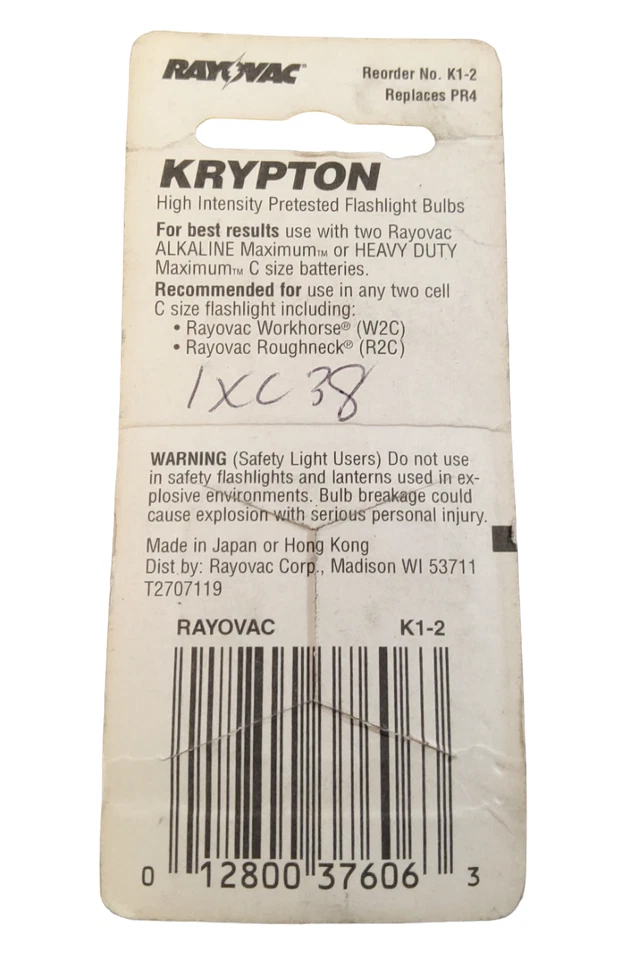 RAYOVAC™
Reorder No. K1-2
Replaces PR4
KRYPTON
High Intensity Pretested Flashlight Bulbs
For best results use with two Rayovac
ALKALINE Maximum™ or HEAVY DUTY
Maximum™ C size batteries.
Recommended for use in any two cell
C size flashlight including:
• Rayovac Workhorse® (W2C)
• Rayovac Roughneck® (R2C)
1XC 38
WARNING (Safety Light Users) Do not use
in safety flashlights and lanterns used in ex-
plosive environments. Bulb breakage could
cause explosion with serious personal injury.
Made in Japan or Hong Kong
Dist by: Rayovac Corp., Madison WI 53711
T2707119
RAYOVAC K1-2
0 12800 37606 3